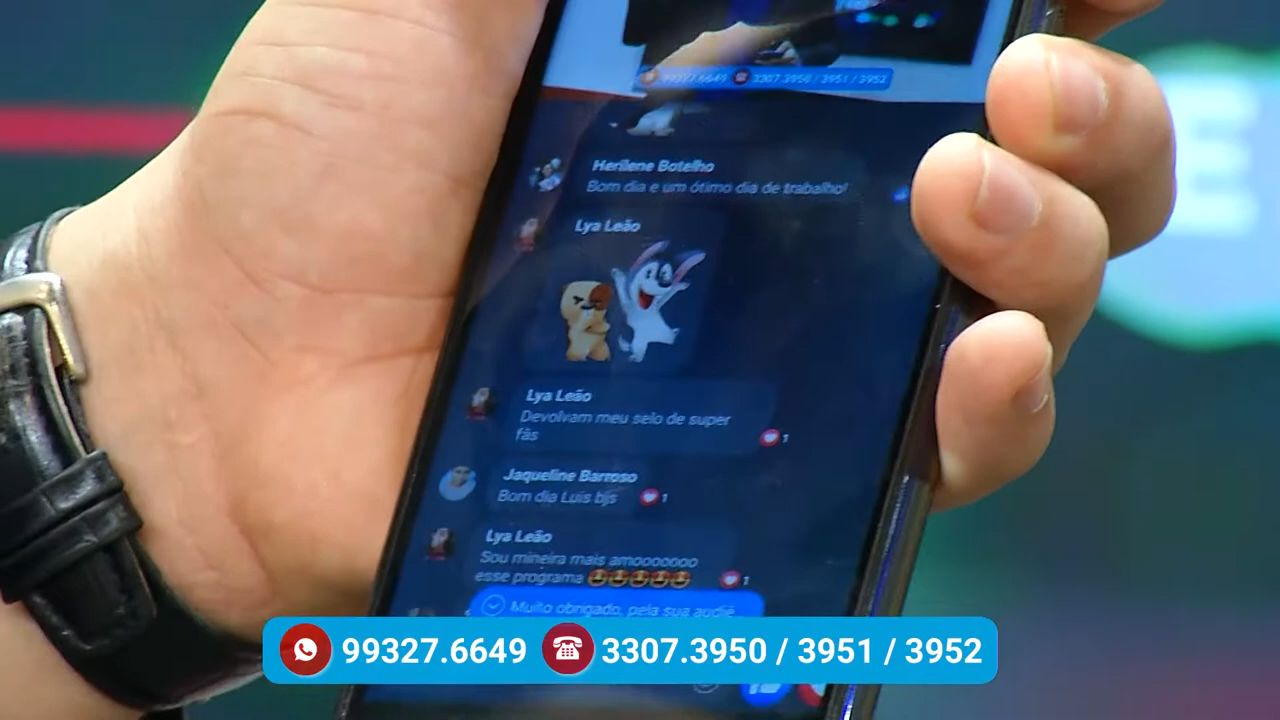 99327.6649 3307.3950 / 3951 / 3952
Herilene Botelho
Bom dia e um ótimo dia de trabalho!
E
Lya Leão
Lya Leão
Devolvam meu selo de super
fãs
1
Jaqueline Barroso
Bom dia Luis bjs
1
Lya Leão
Sou mineira mais amooooooo
esse programa
1
Muito obrigado, pela sua audiê
99327.6649 3307.3950 / 3951 / 3952